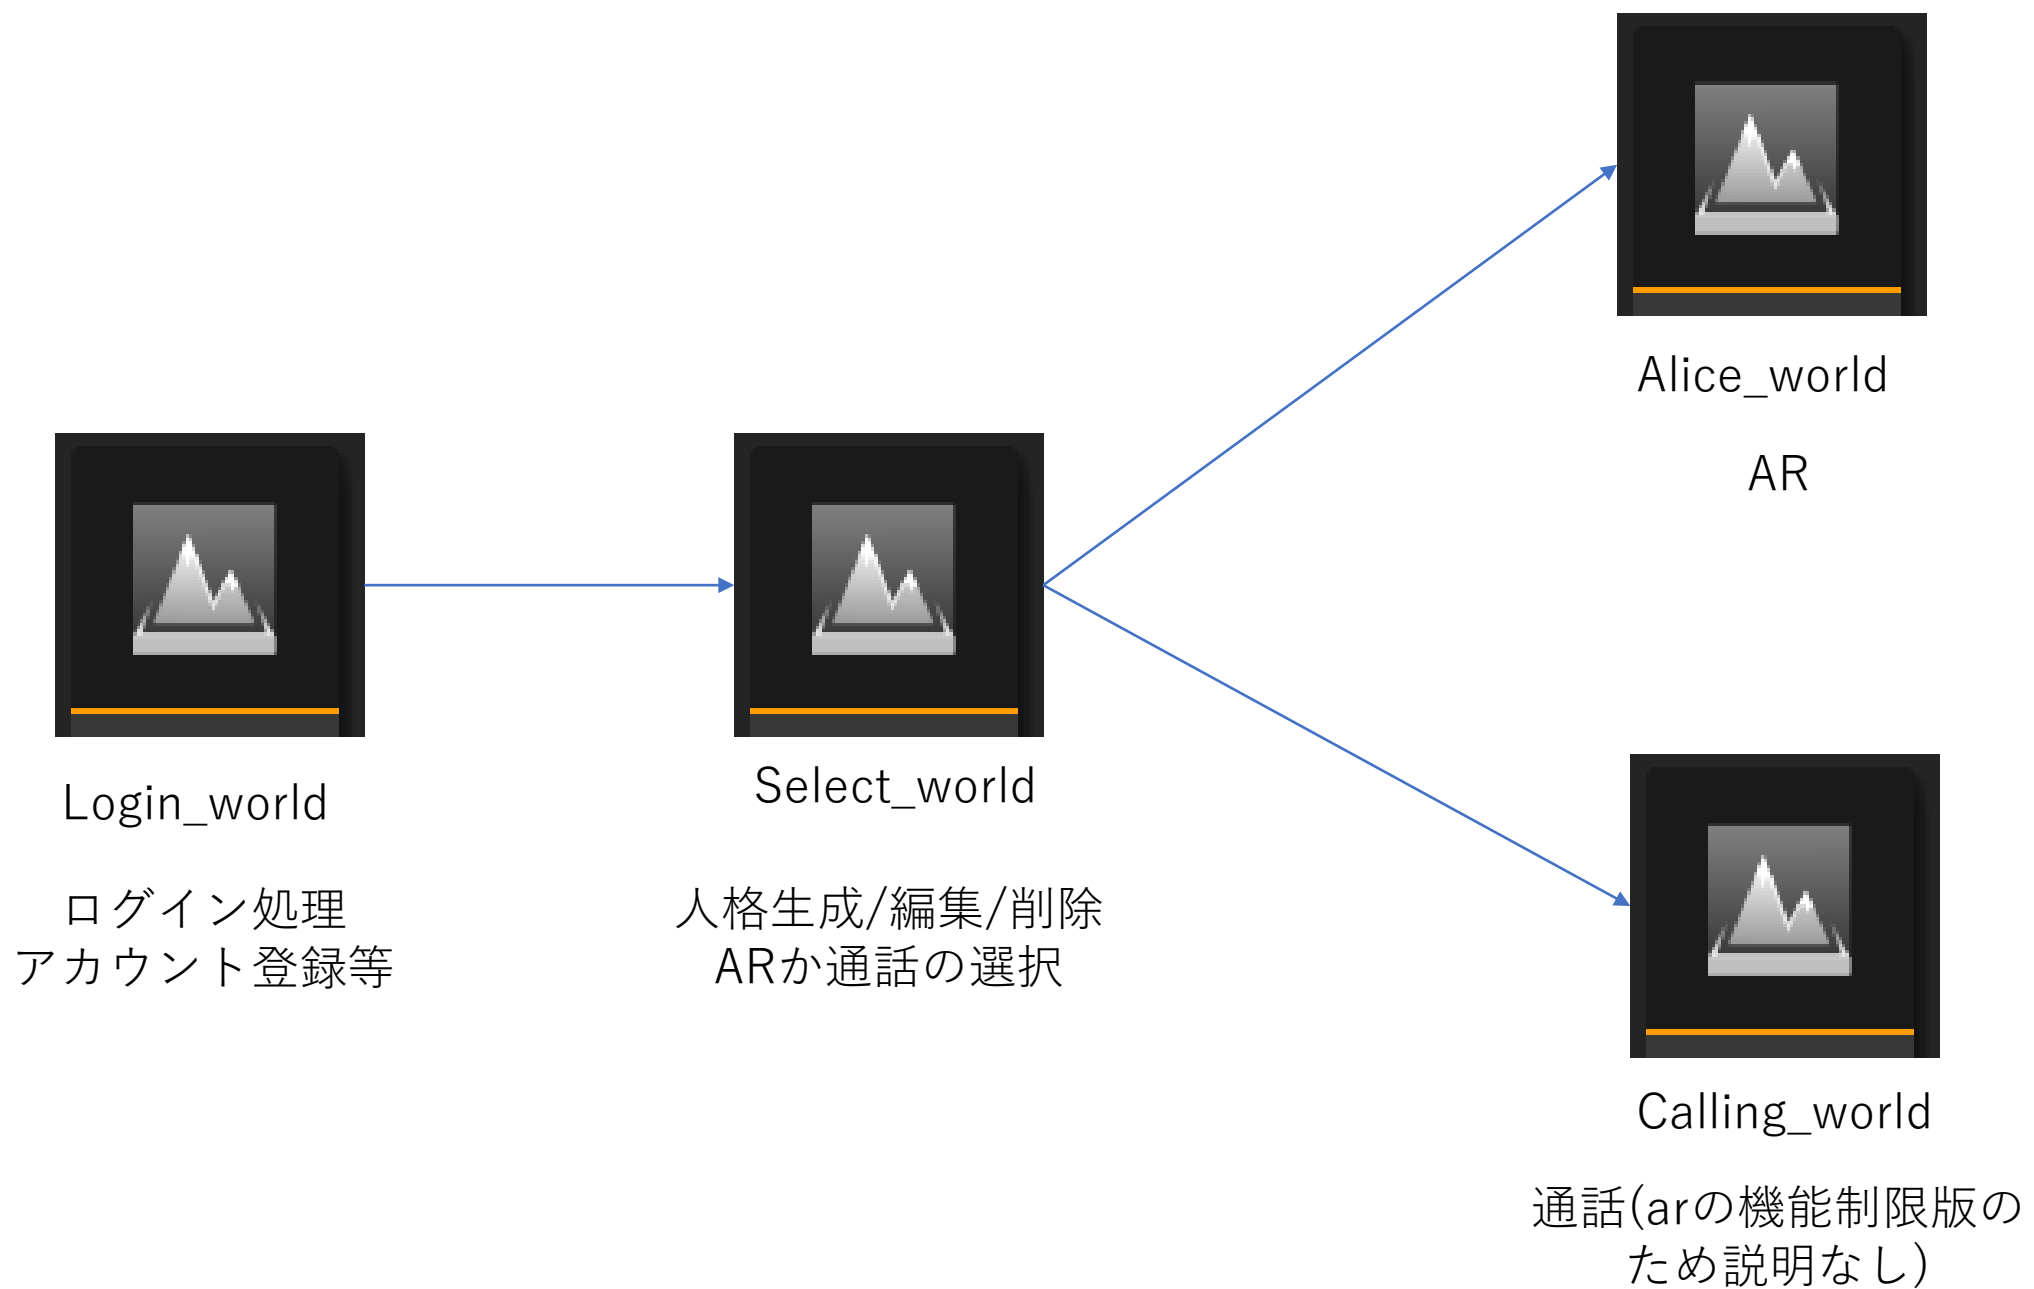 Alice_world
AR
Login_world
ログイン処理
アカウント登録等
Select_world
人格生成/編集/削除
ARか通話の選択
Calling_world
通話(arの機能制限版の
ため説明なし)